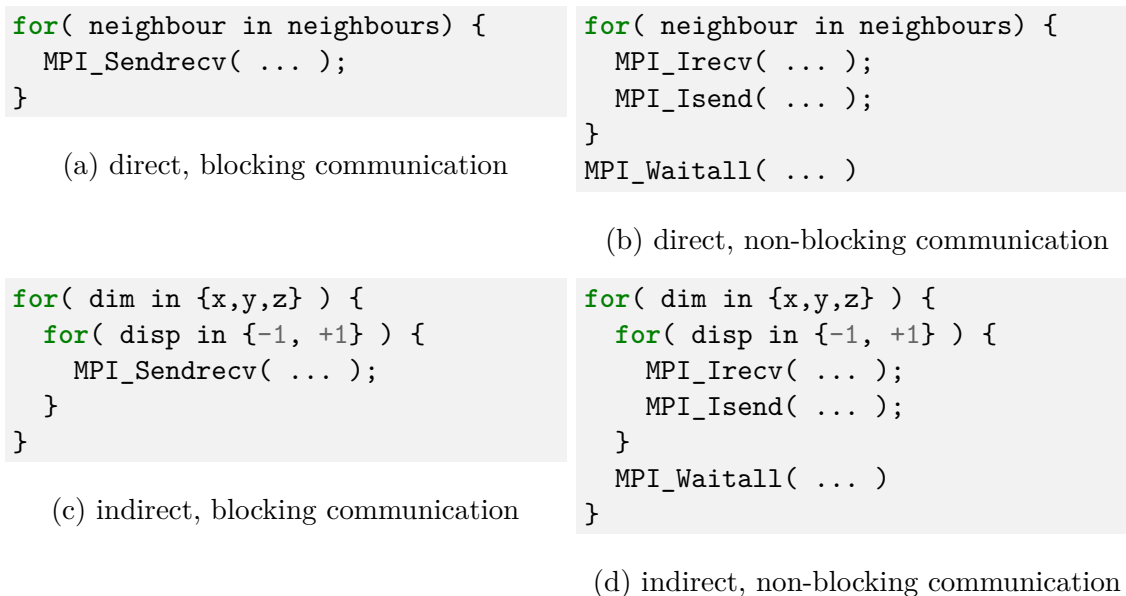 for( neighbour in neighbours) {
  MPI_Sendrecv( ... );
}
(a) direct, blocking communication
for( neighbour in neighbours) {
  MPI_Irecv( ... );
  MPI_Isend( ... );
}
MPI_Waitall( ... )
(b) direct, non-blocking communication
for( dim in {x,y,z} ) {
  for( disp in {-1, +1} ) {
    MPI_Sendrecv( ... );
  }
}
(c) indirect, blocking communication
for( dim in {x,y,z} ) {
  for( disp in {-1, +1} ) {
    MPI_Irecv( ... );
    MPI_Isend( ... );
  }
  MPI_Waitall( ... )
}
(d) indirect, non-blocking communication